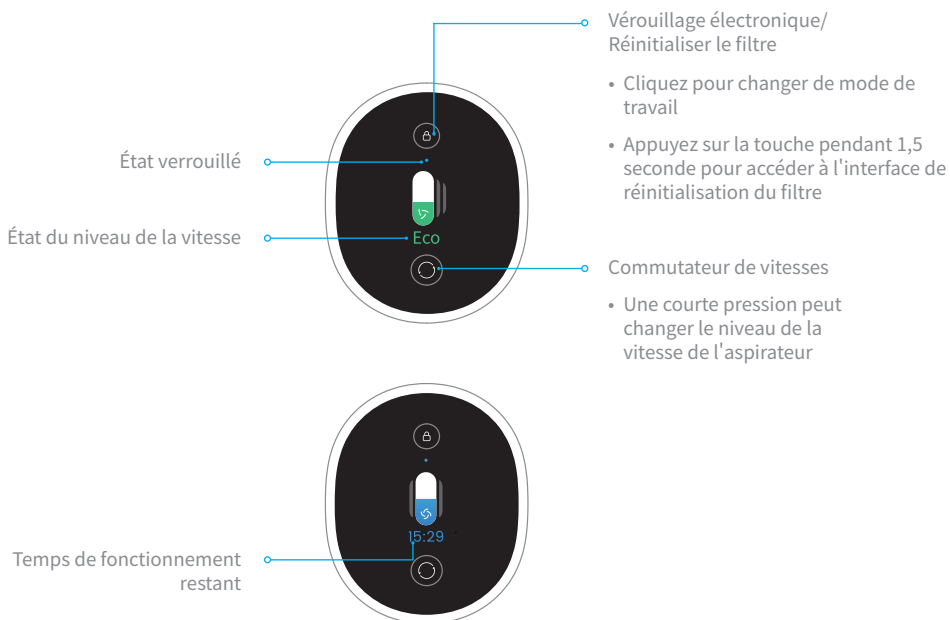 Vérouillage électronique/
Réinitialiser le filtre
• Cliquez pour changer de mode de
travail
• Appuyez sur la touche pendant 1,5
seconde pour accéder à l'interface de
réinitialisation du filtre
État verrouillé
État du niveau de la vitesse
Eco
Commutateur de vitesses
• Une courte pression peut
changer le niveau de la
vitesse de l'aspirateur
15:29
Temps de fonctionnement
restant